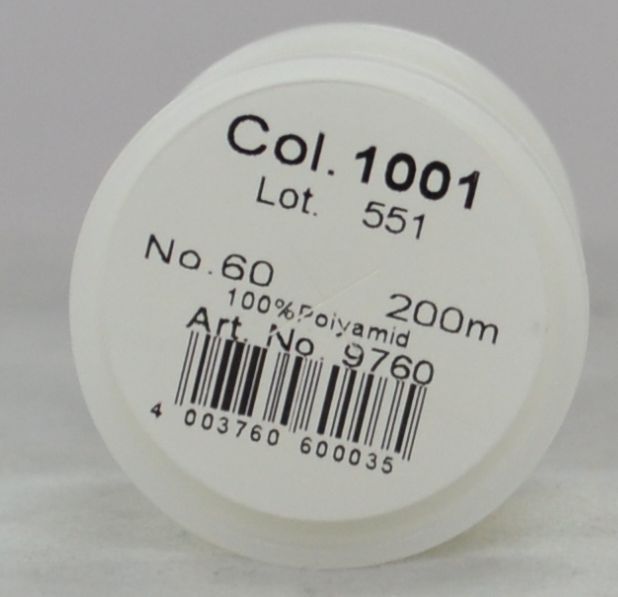 Col. 1001
Lot. 551
No. 60 200m
100% Polyamid
Art. No. 9760
4 003760 600035